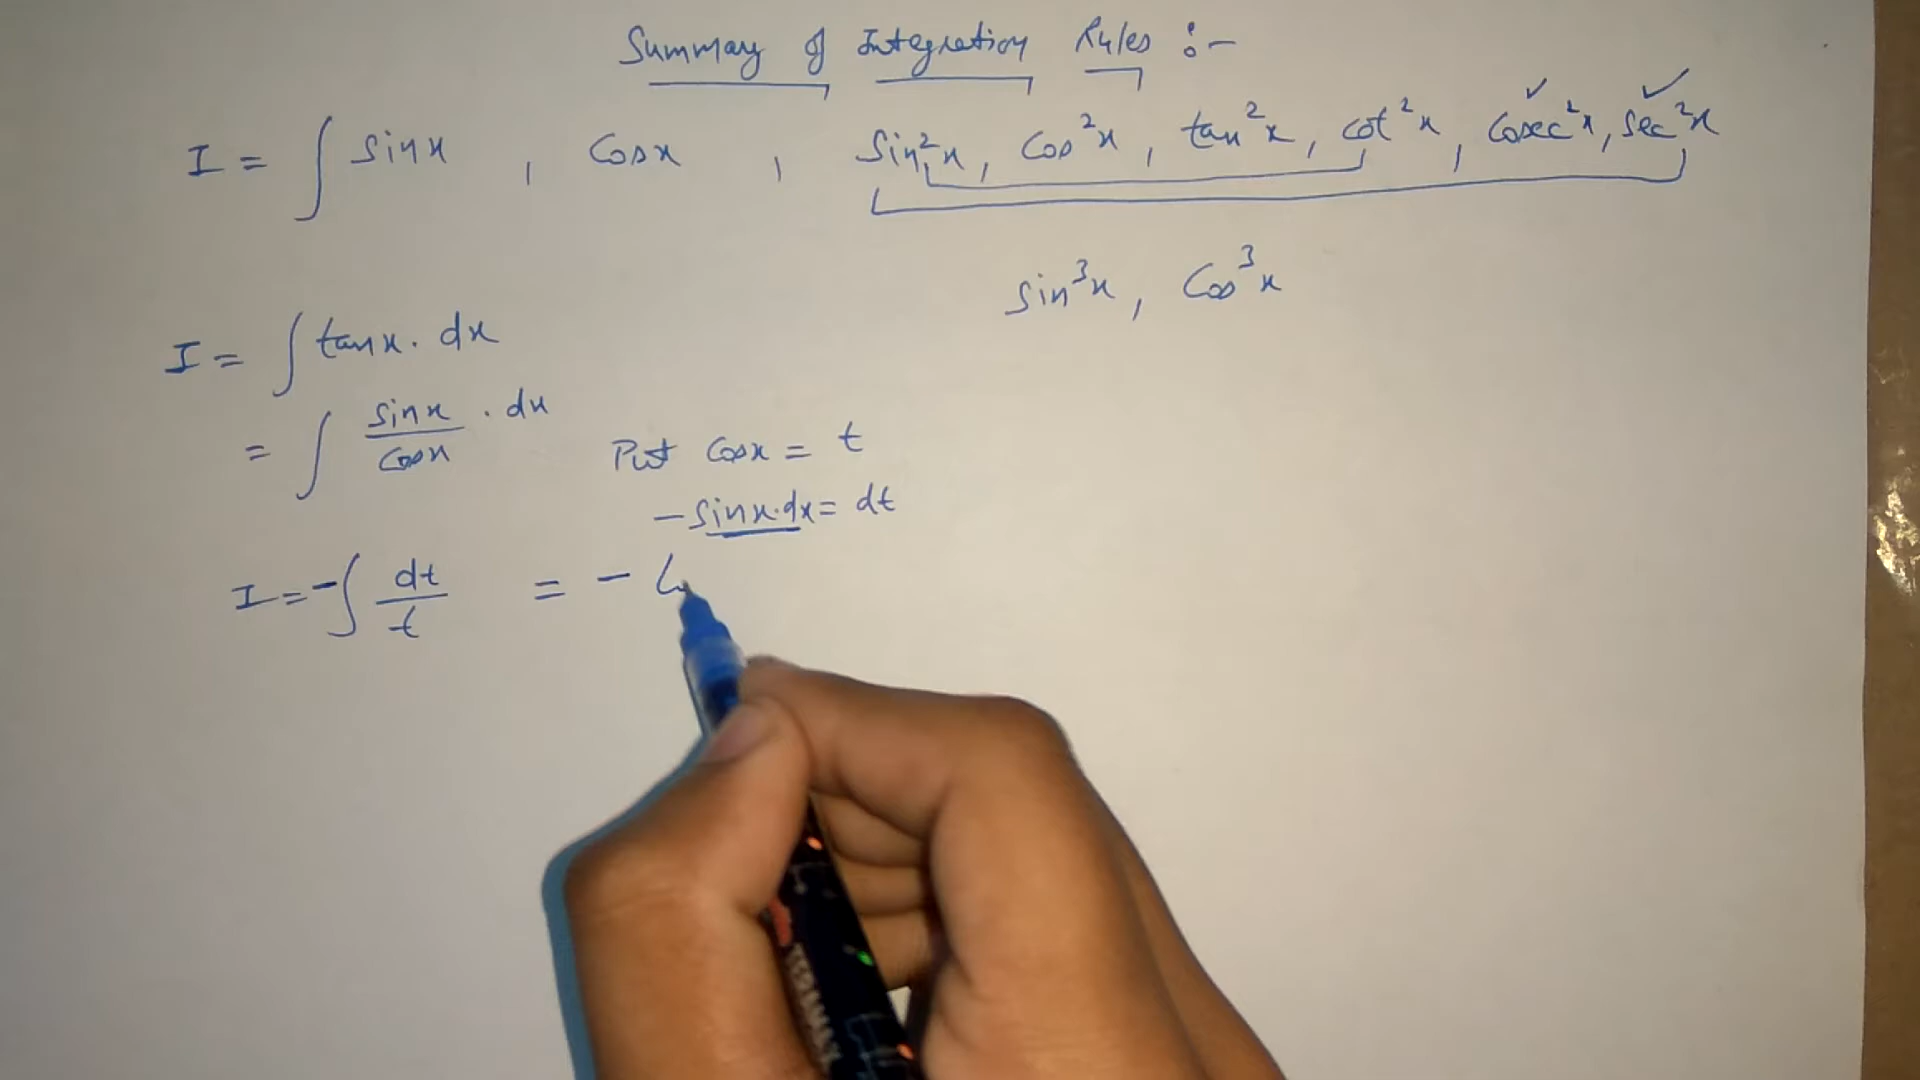 Summary of Integration Rules :-
I = ∫ sinx , cosx , sin²x, cos²x, tan²x, cot²x, cosec²x, sec²x
sin³x, cos³x
I = ∫ tanx. dx
= ∫ sinx/cosx . dx
Put cosx = t
-sinx.dx = dt
I = -∫ dt/t = -